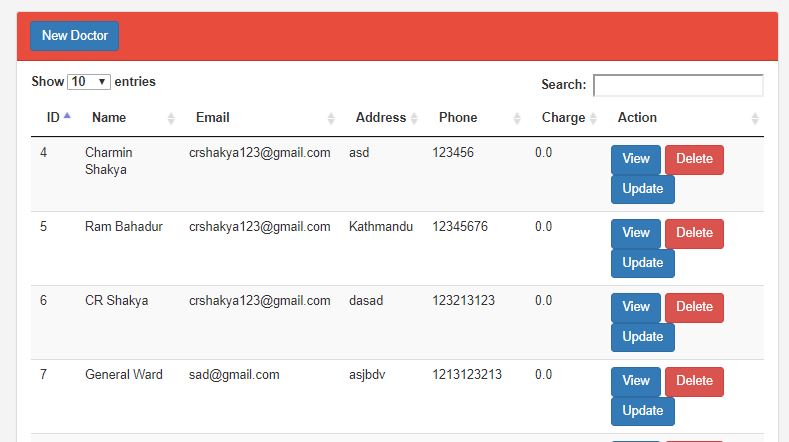 New Doctor
Show 10 entries
Search:
ID Name Email Address Phone Charge Action
4 Charmin Shakya crshakya123@gmail.com asd 123456 0.0 View Delete Update
5 Ram Bahadur crshakya123@gmail.com Kathmandu 12345676 0.0 View Delete Update
6 CR Shakya crshakya123@gmail.com dasad 123213123 0.0 View Delete Update
7 General Ward sad@gmail.com asjbdv 1213123213 0.0 View Delete Update